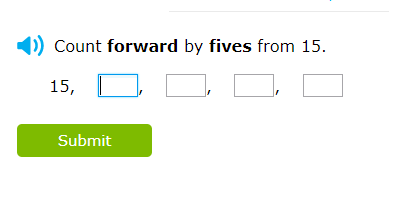 Count forward by fives from 15.
15, , , ,
Submit